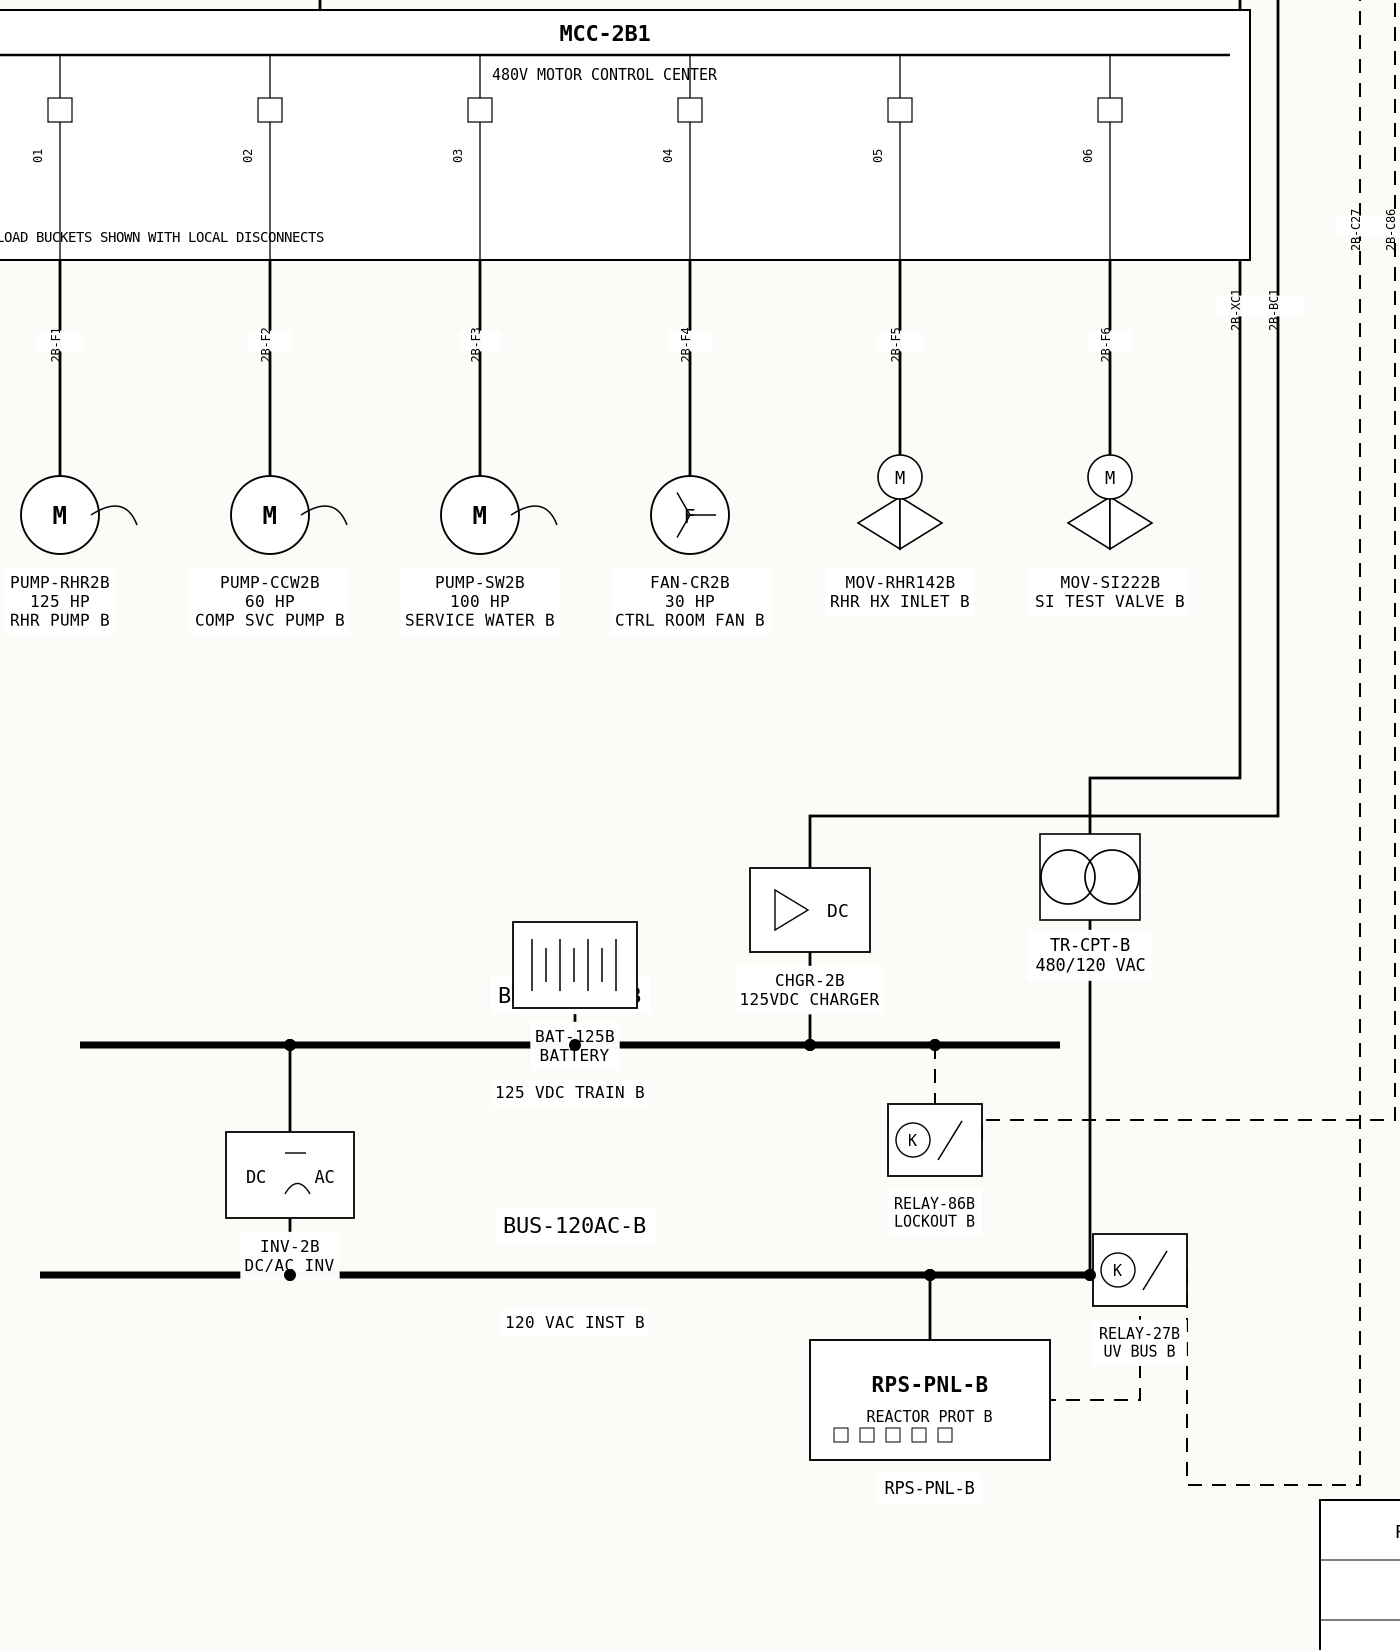 MCC-2B1
480V MOTOR CONTROL CENTER
01
02
03
04
05
06
LOAD BUCKETS SHOWN WITH LOCAL DISCONNECTS
2B-C27
2B-C86
2B-XC1
2B-BC1
2B-F1
2B-F2
2B-F3
2B-F4
2B-F5
2B-F6
M
M
M
F
M
M
PUMP-RHR2B
125 HP
RHR PUMP B
PUMP-CCW2B
60 HP
COMP SVC PUMP B
PUMP-SW2B
100 HP
SERVICE WATER B
FAN-CR2B
30 HP
CTRL ROOM FAN B
MOV-RHR142B
RHR HX INLET B
MOV-SI222B
SI TEST VALVE B
DC
CHGR-2B
125VDC CHARGER
TR-CPT-B
480/120 VAC
BAT-125B
BATTERY
125 VDC TRAIN B
DC AC
INV-2B
DC/AC INV
K
RELAY-86B
LOCKOUT B
BUS-120AC-B
120 VAC INST B
K
RELAY-27B
UV BUS B
RPS-PNL-B
REACTOR PROT B
RPS-PNL-B